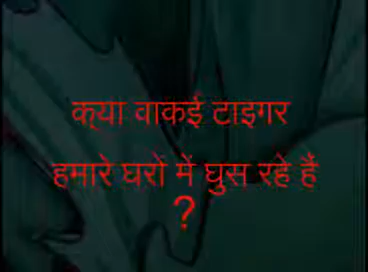 क्या वाकई टाइगर
हमारे घरों में घुस रहे हैं
?